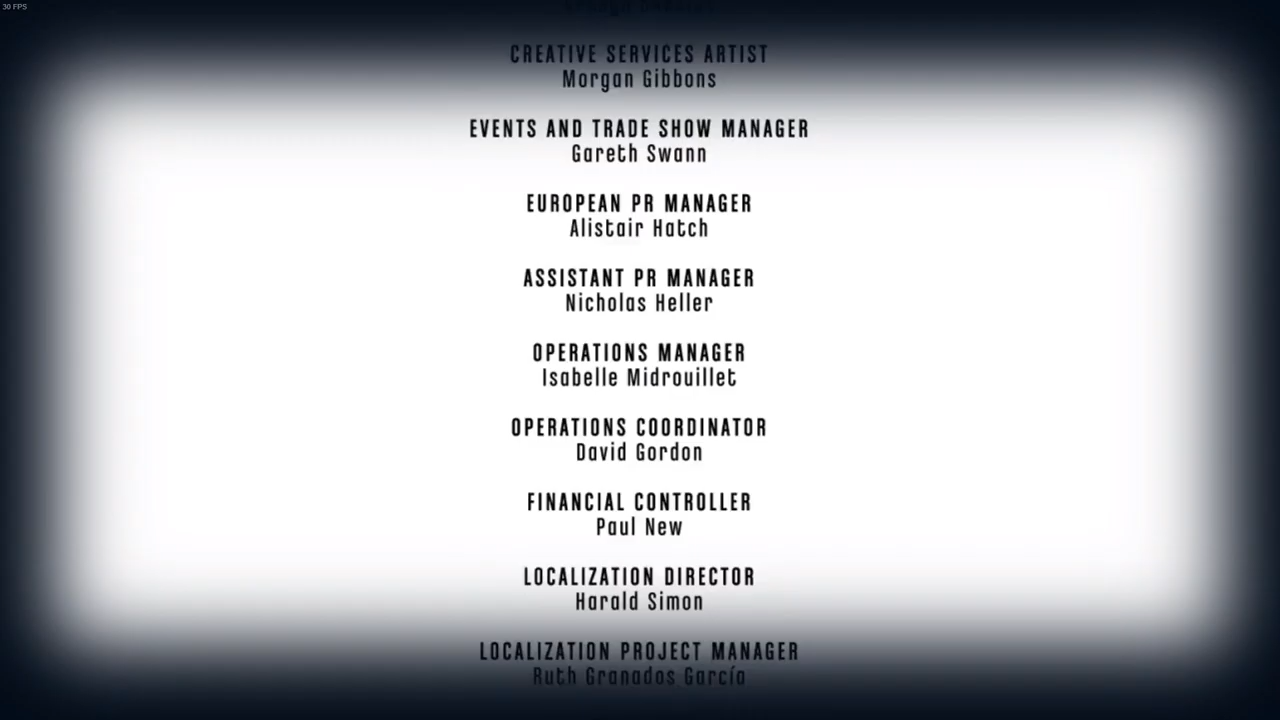 30 FPS
CREATIVE SERVICES ARTIST
Morgan Gibbons
EVENTS AND TRADE SHOW MANAGER
Gareth Swann
EUROPEAN PR MANAGER
Alistair Hatch
ASSISTANT PR MANAGER
Nicholas Heller
OPERATIONS MANAGER
Isabelle Midrouillet
OPERATIONS COORDINATOR
David Gordon
FINANCIAL CONTROLLER
Paul New
LOCALIZATION DIRECTOR
Harald Simon
LOCALIZATION PROJECT MANAGER
Ruth Granados García